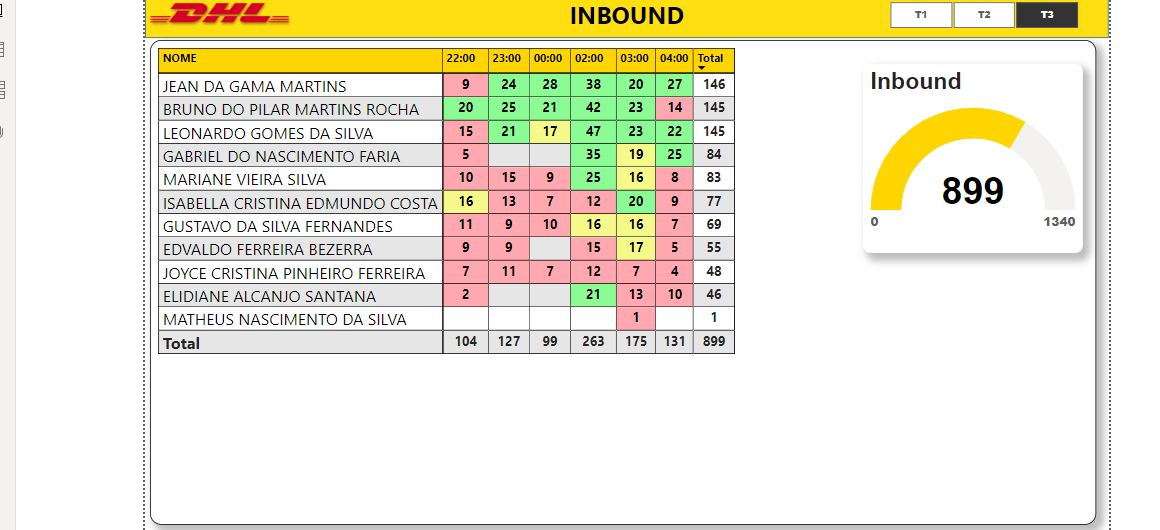 DHL INBOUND T1 T2 T3
NOME 22:00 23:00 00:00 02:00 03:00 04:00 Total
JEAN DA GAMA MARTINS 9 24 28 38 20 27 146
BRUNO DO PILAR MARTINS ROCHA 20 25 21 42 23 14 145
LEONARDO GOMES DA SILVA 15 21 17 47 23 22 145
GABRIEL DO NASCIMENTO FARIA 5 35 19 25 84
MARIANE VIEIRA SILVA 10 15 9 25 16 8 83
ISABELLA CRISTINA EDMUNDO COSTA 16 13 7 12 20 9 77
GUSTAVO DA SILVA FERNANDES 11 9 10 16 16 7 69
EDVALDO FERREIRA BEZERRA 9 9 15 17 5 55
JOYCE CRISTINA PINHEIRO FERREIRA 7 11 7 12 7 4 48
ELIDIANE ALCANJO SANTANA 2 21 13 10 46
MATHEUS NASCIMENTO DA SILVA 1 1
Total 104 127 99 263 175 131 899
Inbound
899
0 1340